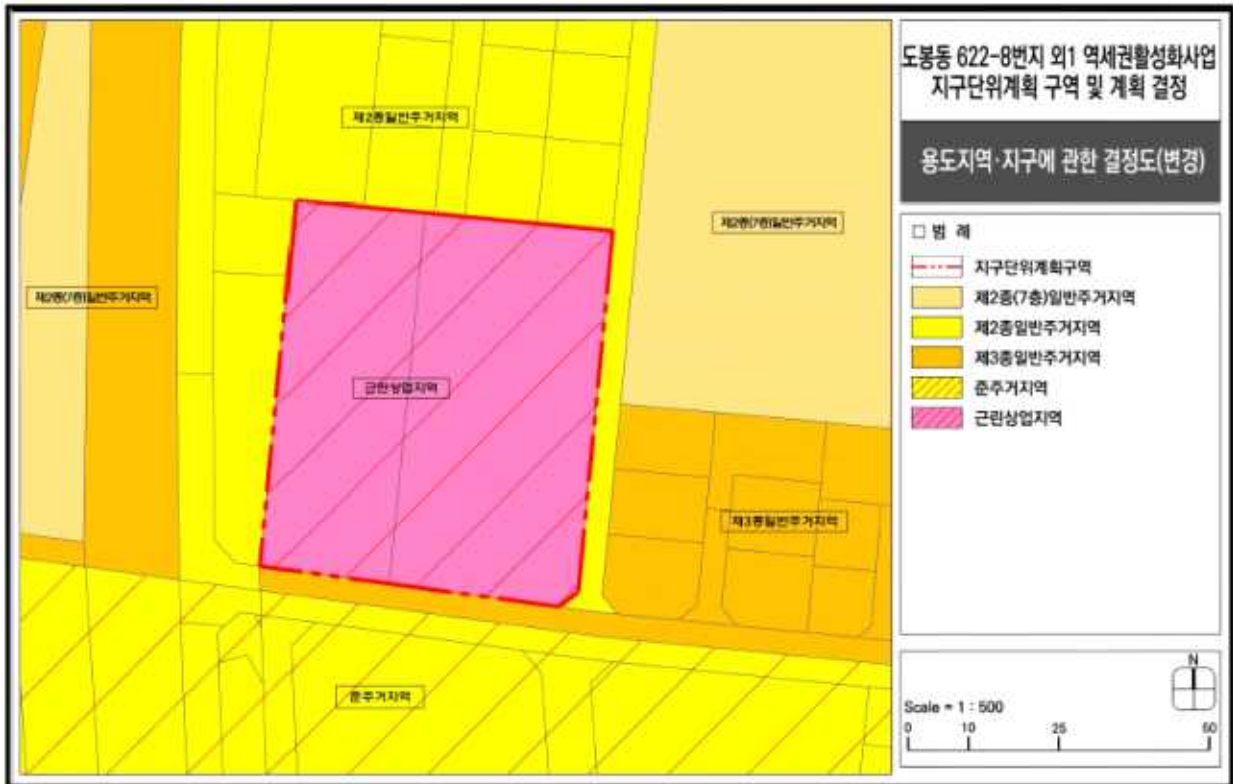 도봉동 622-8번지 외1 역세권활성화사업
지구단위계획 구역 및 계획 결정
용도지역·지구에 관한 결정도(변경)
□ 범 례
지구단위계획구역
제2종(7층)일반주거지역
제2종일반주거지역
제3종일반주거지역
준주거지역
근린상업지역
제2종일반주거지역
제2종(7층)일반주거지역
제2종(7층)일반주거지역
근린상업지역
제3종일반주거지역
준주거지역
N
Scale = 1 : 500
0 10 25 50